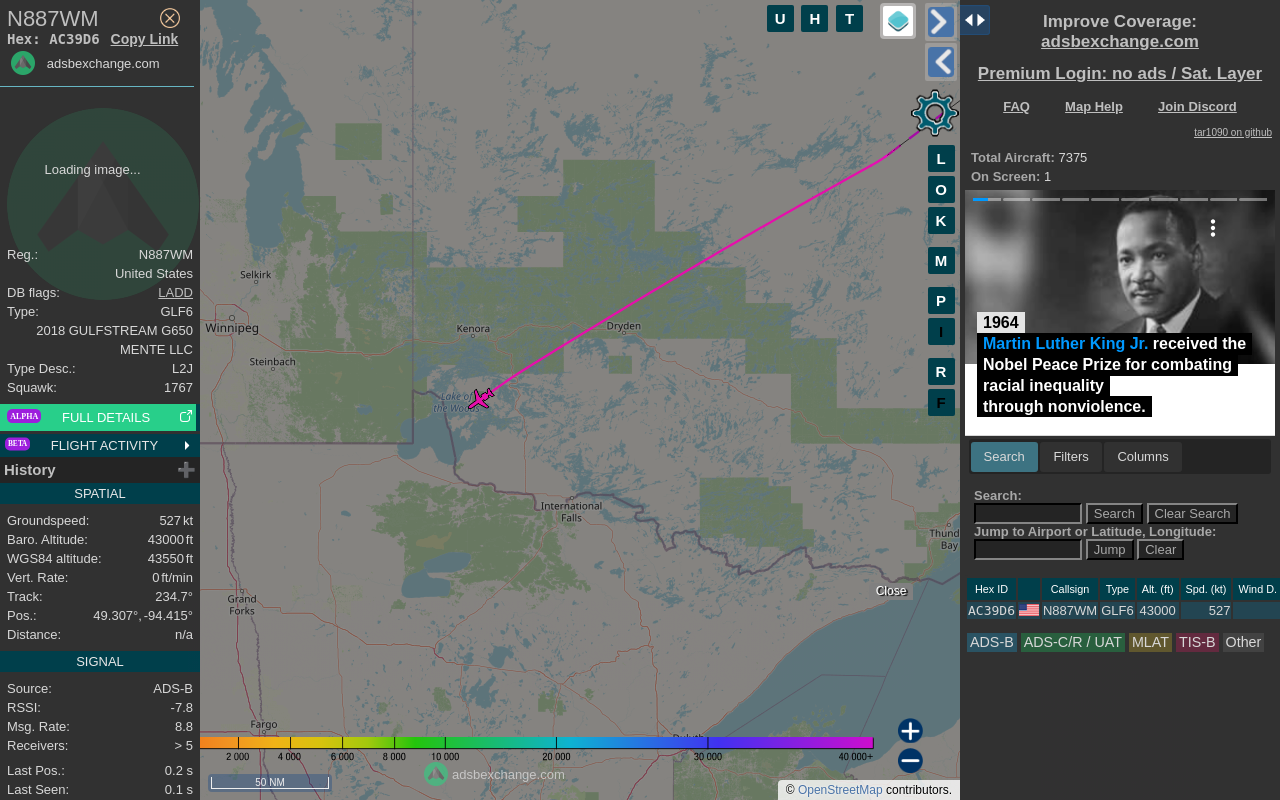 N887WM
Hex: AC39D6 Copy Link
adsbexchange.com
Loading image...
Reg.: N887WM
United States
DB flags: LADD
Type: GLF6
2018 GULFSTREAM G650
MENTE LLC
Type Desc.: L2J
Squawk: 1767
ALPHA FULL DETAILS
BETA FLIGHT ACTIVITY
History
SPATIAL
Groundspeed: 527 kt
Baro. Altitude: 43000 ft
WGS84 altitude: 43550 ft
Vert. Rate: 0 ft/min
Track: 234.7°
Pos.: 49.307°, -94.415°
Distance: n/a
SIGNAL
Source: ADS-B
RSSI: -7.8
Msg. Rate: 8.8
Receivers: > 5
Last Pos.: 0.2 s
Last Seen: 0.1 s
U H T
L
O
K
M
P
I
R
F
Selkirk
Winnipeg
Steinbach
Kenora
Dryden
Lake of
the Woods
International
Falls
Thund
Bay
Grand
Forks
Fargo
Duluth
Close
2 000 4 000 6 000 8 000 10 000 20 000 30 000 40 000+
50 NM
adsbexchange.com
© OpenStreetMap contributors.
Improve Coverage:
adsbexchange.com
Premium Login: no ads / Sat. Layer
FAQ Map Help Join Discord
tar1090 on github
Total Aircraft: 7375
On Screen: 1
1964
Martin Luther King Jr. received the
Nobel Peace Prize for combating
racial inequality
through nonviolence.
Search Filters Columns
Search:
Search Clear Search
Jump to Airport or Latitude, Longitude:
Jump Clear
Hex ID Callsign Type Alt. (ft) Spd. (kt) Wind D.
AC39D6 N887WM GLF6 43000 527
ADS-B ADS-C/R / UAT MLAT TIS-B Other